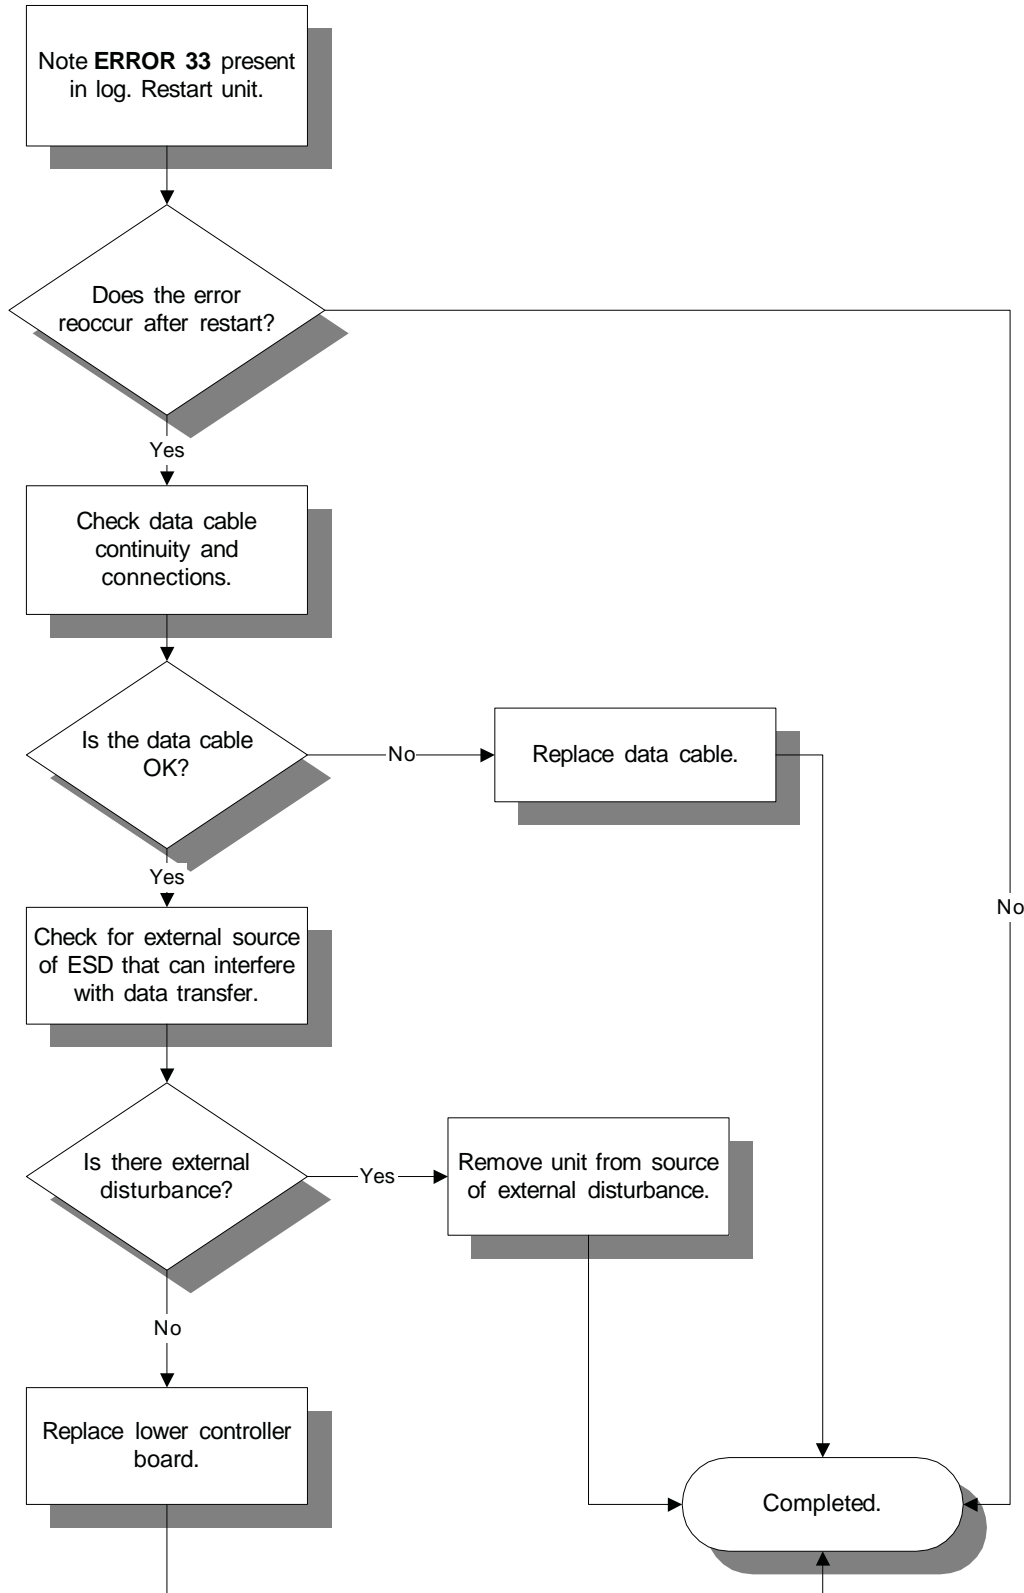 Note ERROR 33 present
in log. Restart unit.
Does the error
reoccur after restart?
Yes
Check data cable
continuity and
connections.
Is the data cable
OK?
No
Replace data cable.
Yes
No
Check for external source
of ESD that can interfere
with data transfer.
Is there external
disturbance?
Yes
Remove unit from source
of external disturbance.
No
Replace lower controller
board.
Completed.